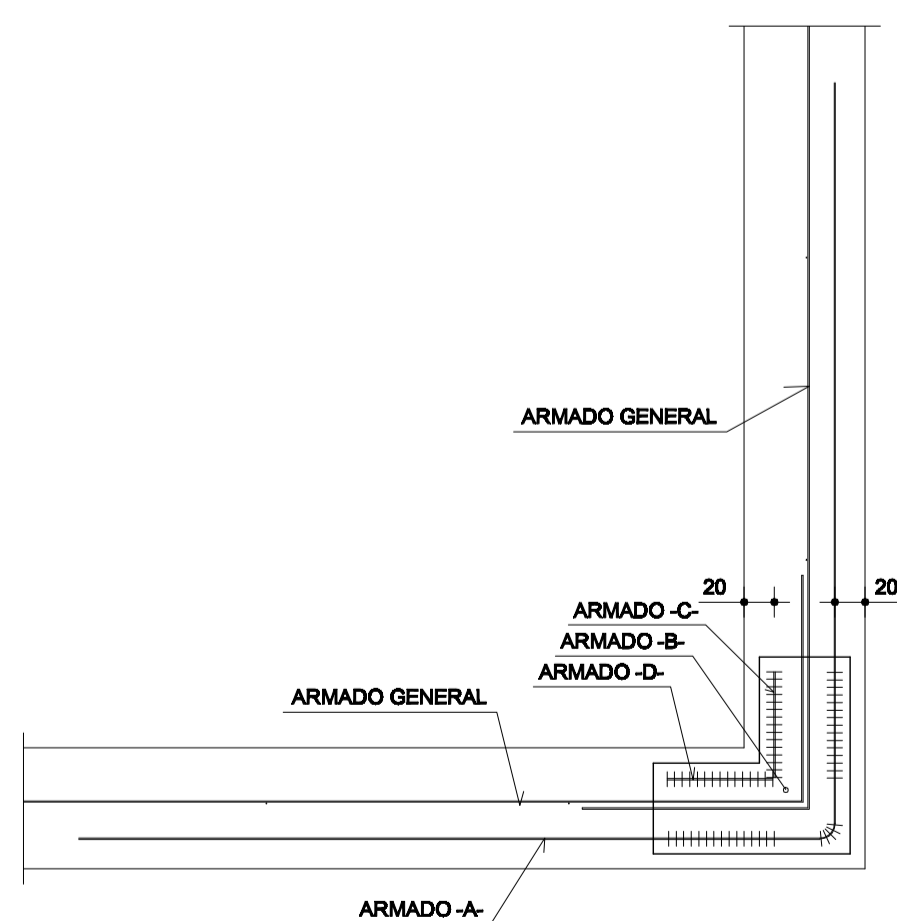 ARMADO GENERAL
20
20
ARMADO -C-
ARMADO -B-
ARMADO -D-
ARMADO GENERAL
ARMADO -A-